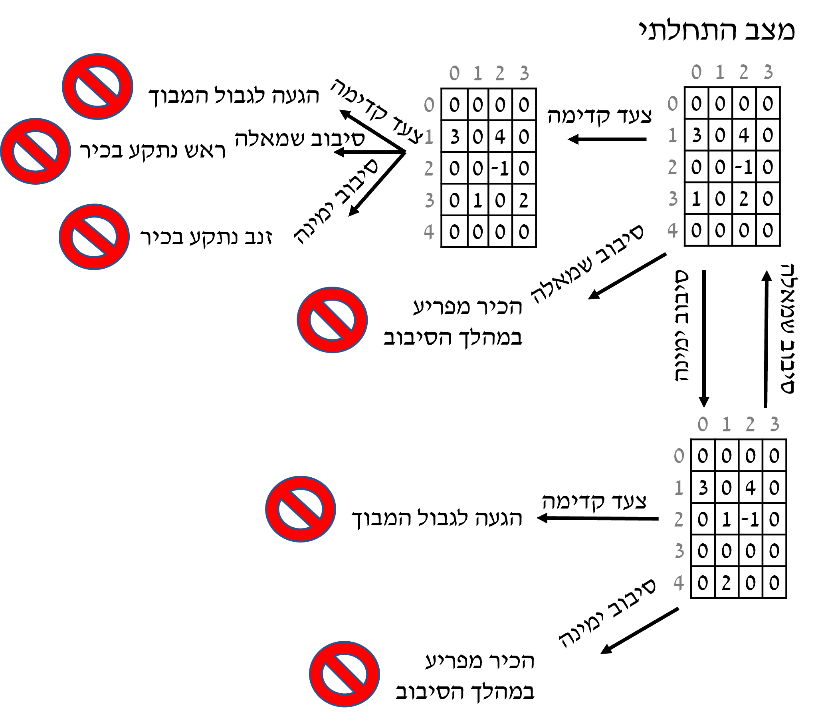 מצב התחלתי
0 1 2 3
0 0 0 0 0
1 3 0 4 0
2 0 0 -1 0
3 1 0 2 0
4 0 0 0 0
צעד קדימה
0 1 2 3
0 0 0 0 0
1 3 0 4 0
2 0 0 -1 0
3 0 1 0 2
4 0 0 0 0
צעד קדימה
הגעה לגבול המבוך
סיבוב שמאלה
ראש נתקע בכיר
סיבוב ימינה
זנב נתקע בכיר
סיבוב שמאלה
הכיר מפריע
במהלך הסיבוב
סיבוב ימינה
סיבוב שמאלה
0 1 2 3
0 0 0 0 0
1 3 0 4 0
2 0 1 -1 0
3 0 0 0 0
4 0 2 0 0
צעד קדימה
הגעה לגבול המבוך
סיבוב ימינה
הכיר מפריע
במהלך הסיבוב